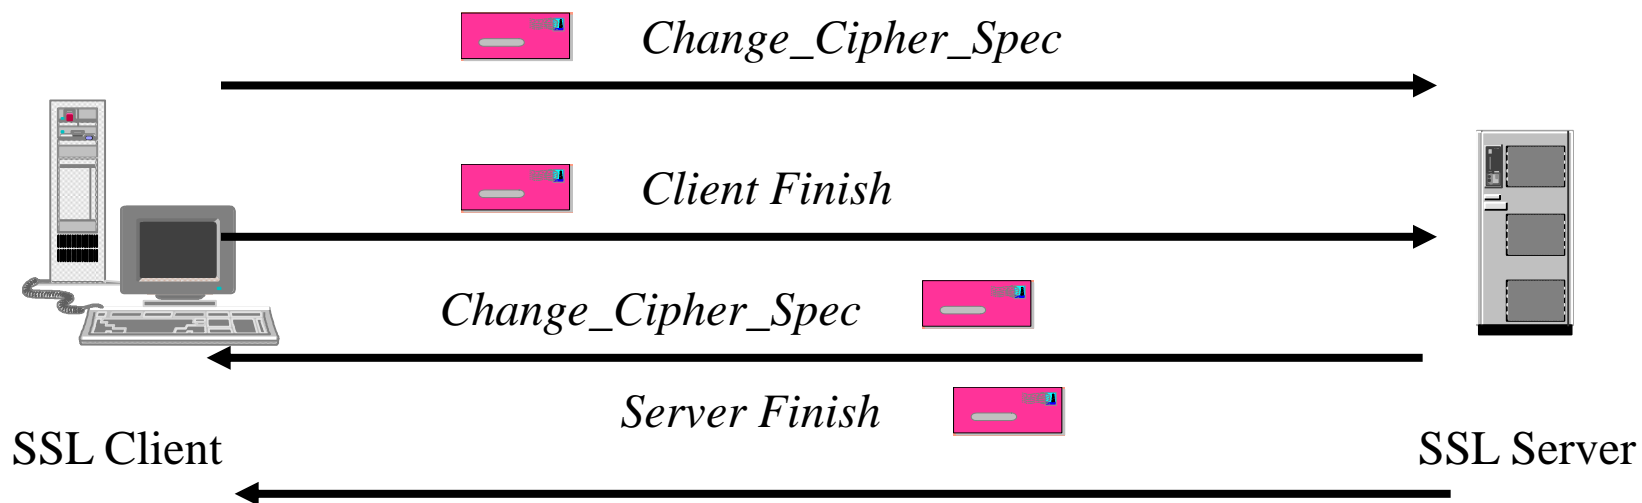 Change_Cipher_Spec
Client Finish
Change_Cipher_Spec
Server Finish
SSL Client
SSL Server